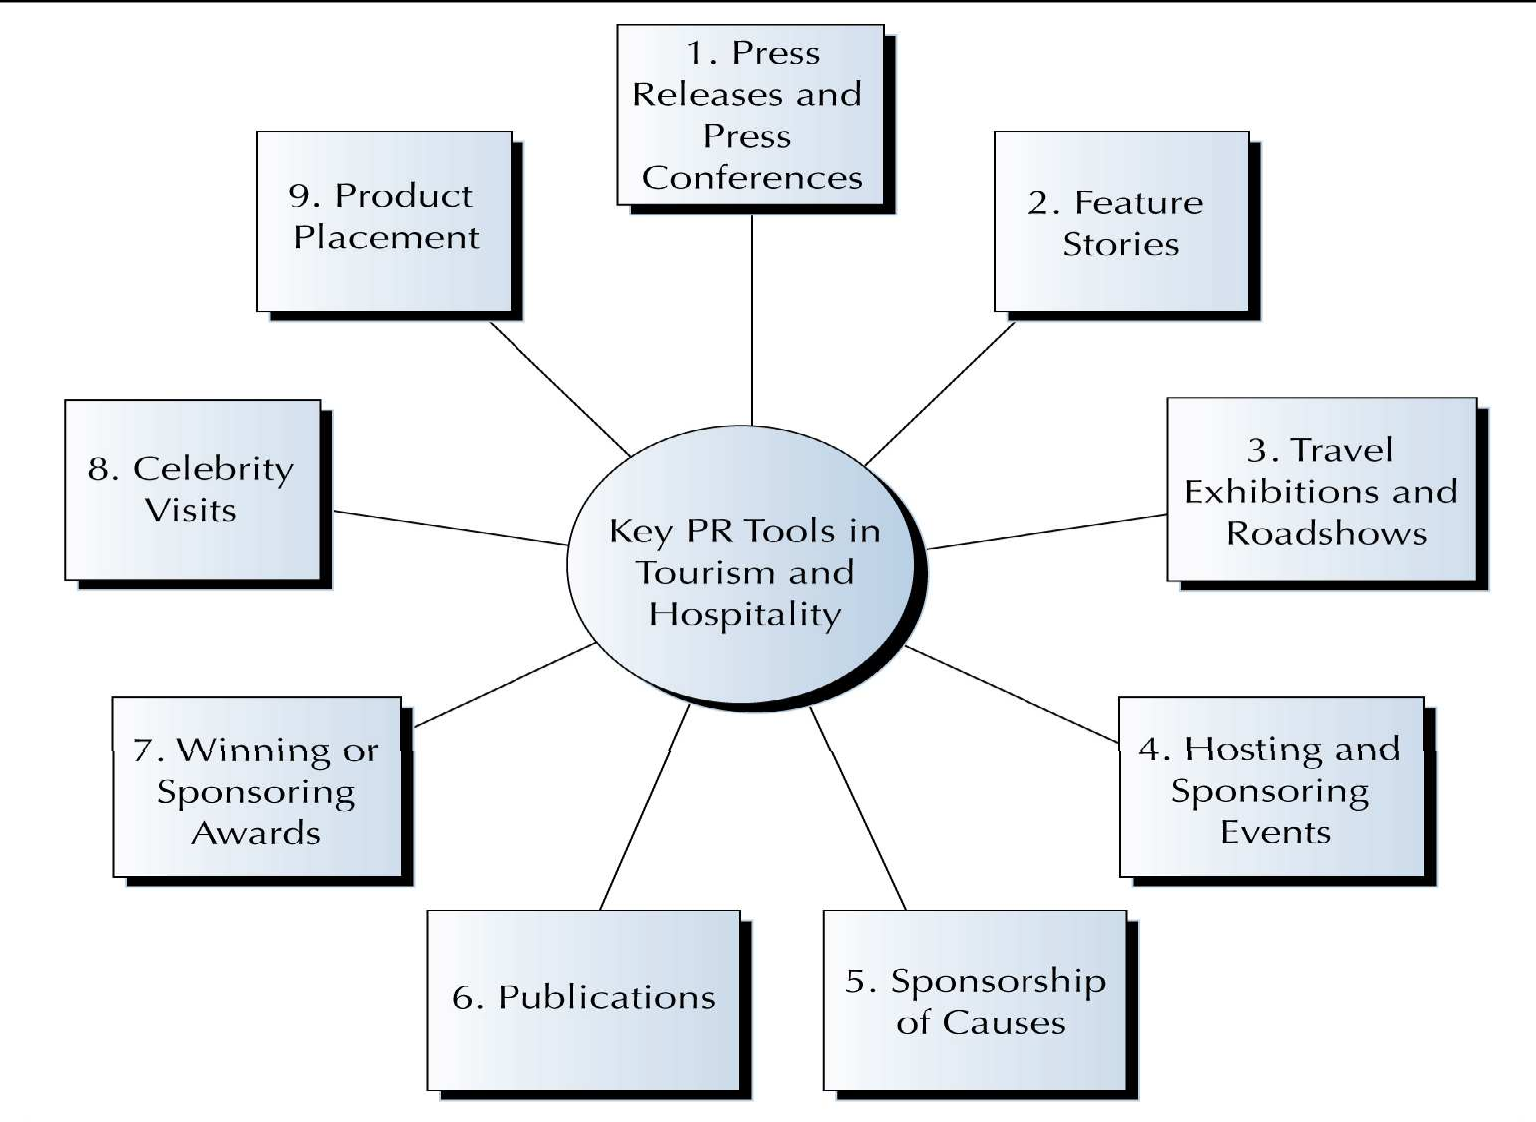 1. Press
Releases and
Press
Conferences
2. Feature
Stories
3. Travel
Exhibitions and
Roadshows
4. Hosting and
Sponsoring
Events
5. Sponsorship
of Causes
6. Publications
7. Winning or
Sponsoring
Awards
8. Celebrity
Visits
9. Product
Placement
Key PR Tools in
Tourism and
Hospitality